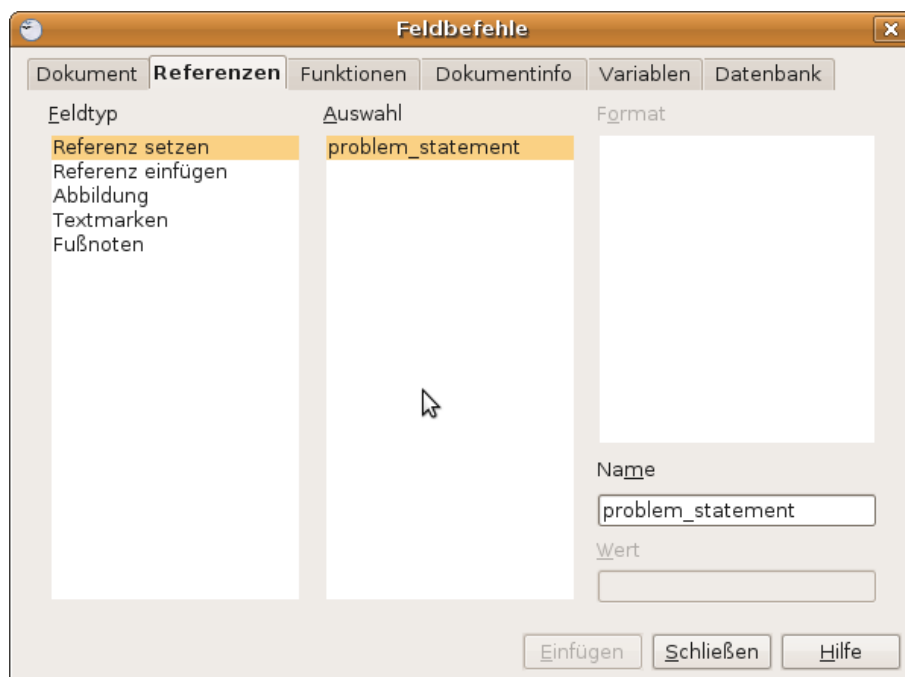 Feldbefehle
Dokument Referenzen Funktionen Dokumentinfo Variablen Datenbank
Feldtyp
Referenz setzen
Referenz einfügen
Abbildung
Textmarken
Fußnoten
Auswahl
problem_statement
Format
Name
problem_statement
Wert
Einfügen Schließen Hilfe